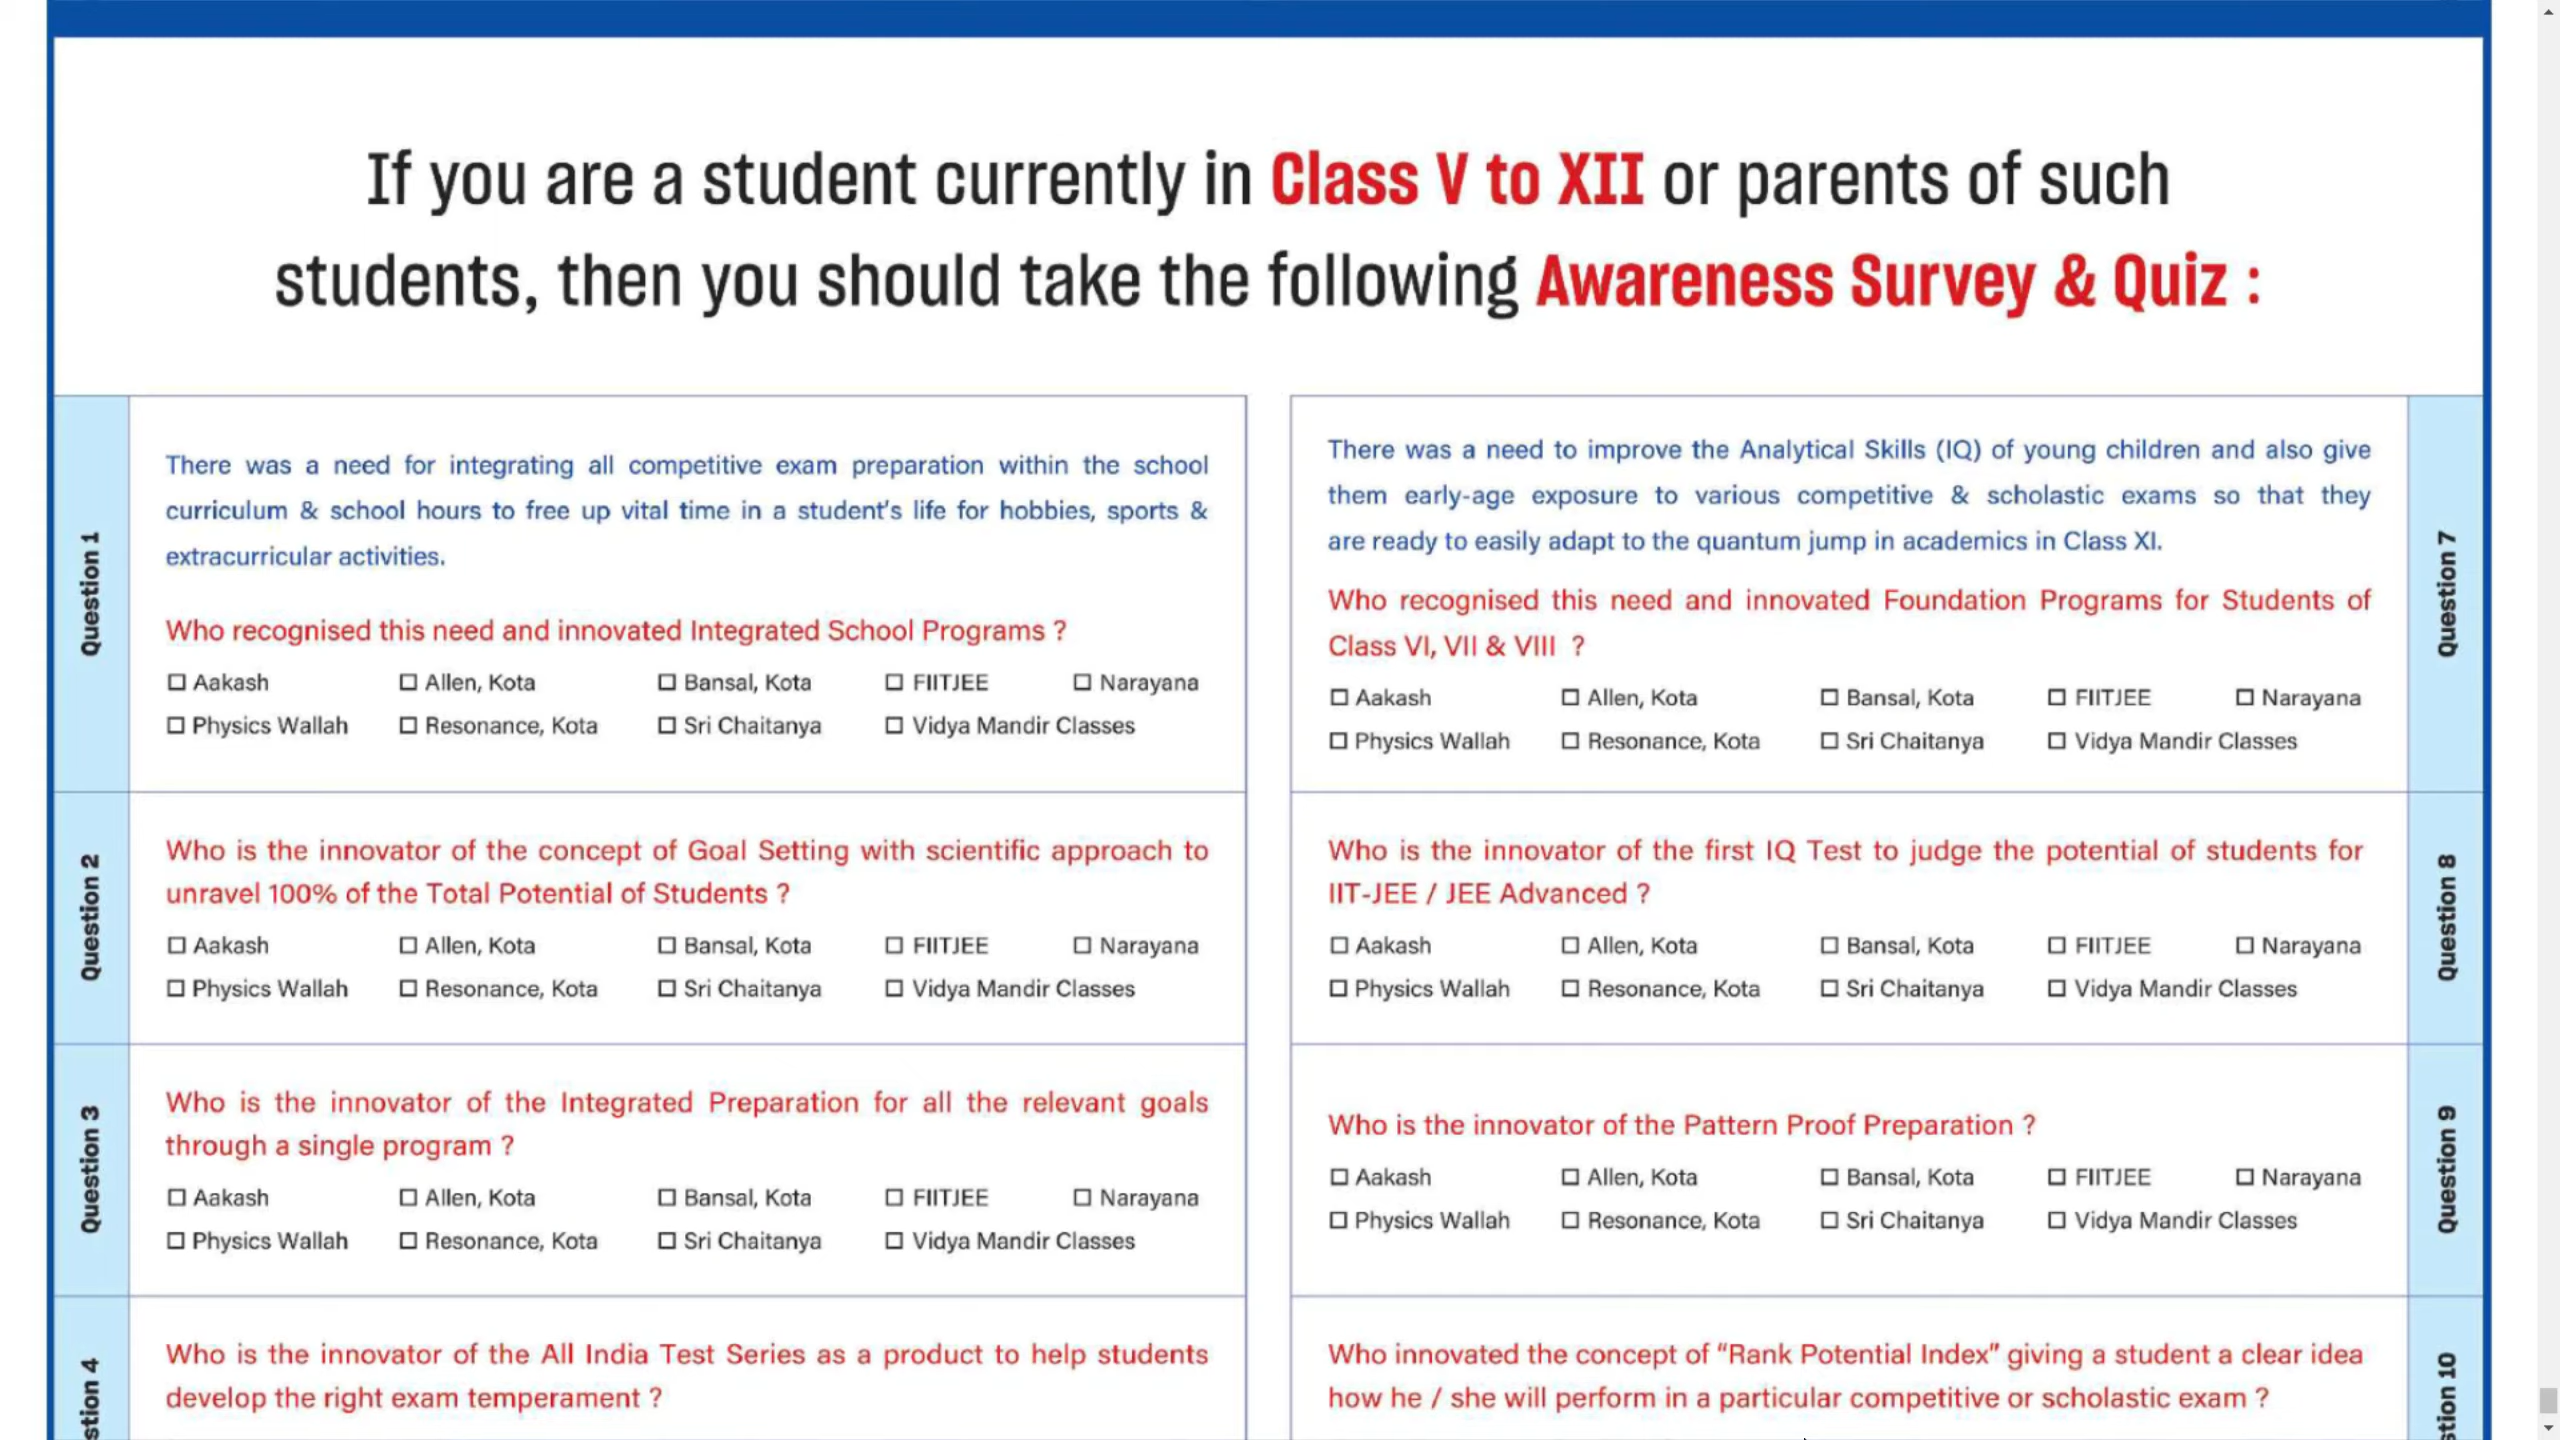 If you are a student currently in Class V to XII or parents of such
students, then you should take the following Awareness Survey & Quiz :
Question 1
There was a need for integrating all competitive exam preparation within the school
curriculum & school hours to free up vital time in a student's life for hobbies, sports &
extracurricular activities.
Who recognised this need and innovated Integrated School Programs ?
☐ Aakash ☐ Allen, Kota ☐ Bansal, Kota ☐ FIITJEE ☐ Narayana
☐ Physics Wallah ☐ Resonance, Kota ☐ Sri Chaitanya ☐ Vidya Mandir Classes
Question 2
Who is the innovator of the concept of Goal Setting with scientific approach to
unravel 100% of the Total Potential of Students ?
☐ Aakash ☐ Allen, Kota ☐ Bansal, Kota ☐ FIITJEE ☐ Narayana
☐ Physics Wallah ☐ Resonance, Kota ☐ Sri Chaitanya ☐ Vidya Mandir Classes
Question 3
Who is the innovator of the Integrated Preparation for all the relevant goals
through a single program ?
☐ Aakash ☐ Allen, Kota ☐ Bansal, Kota ☐ FIITJEE ☐ Narayana
☐ Physics Wallah ☐ Resonance, Kota ☐ Sri Chaitanya ☐ Vidya Mandir Classes
stion 4
Who is the innovator of the All India Test Series as a product to help students
develop the right exam temperament ?
Question 7
There was a need to improve the Analytical Skills (IQ) of young children and also give
them early-age exposure to various competitive & scholastic exams so that they
are ready to easily adapt to the quantum jump in academics in Class XI.
Who recognised this need and innovated Foundation Programs for Students of
Class VI, VII & VIII ?
☐ Aakash ☐ Allen, Kota ☐ Bansal, Kota ☐ FIITJEE ☐ Narayana
☐ Physics Wallah ☐ Resonance, Kota ☐ Sri Chaitanya ☐ Vidya Mandir Classes
Question 8
Who is the innovator of the first IQ Test to judge the potential of students for
IIT-JEE / JEE Advanced ?
☐ Aakash ☐ Allen, Kota ☐ Bansal, Kota ☐ FIITJEE ☐ Narayana
☐ Physics Wallah ☐ Resonance, Kota ☐ Sri Chaitanya ☐ Vidya Mandir Classes
Question 9
Who is the innovator of the Pattern Proof Preparation ?
☐ Aakash ☐ Allen, Kota ☐ Bansal, Kota ☐ FIITJEE ☐ Narayana
☐ Physics Wallah ☐ Resonance, Kota ☐ Sri Chaitanya ☐ Vidya Mandir Classes
tion 10
Who innovated the concept of “Rank Potential Index” giving a student a clear idea
how he / she will perform in a particular competitive or scholastic exam ?